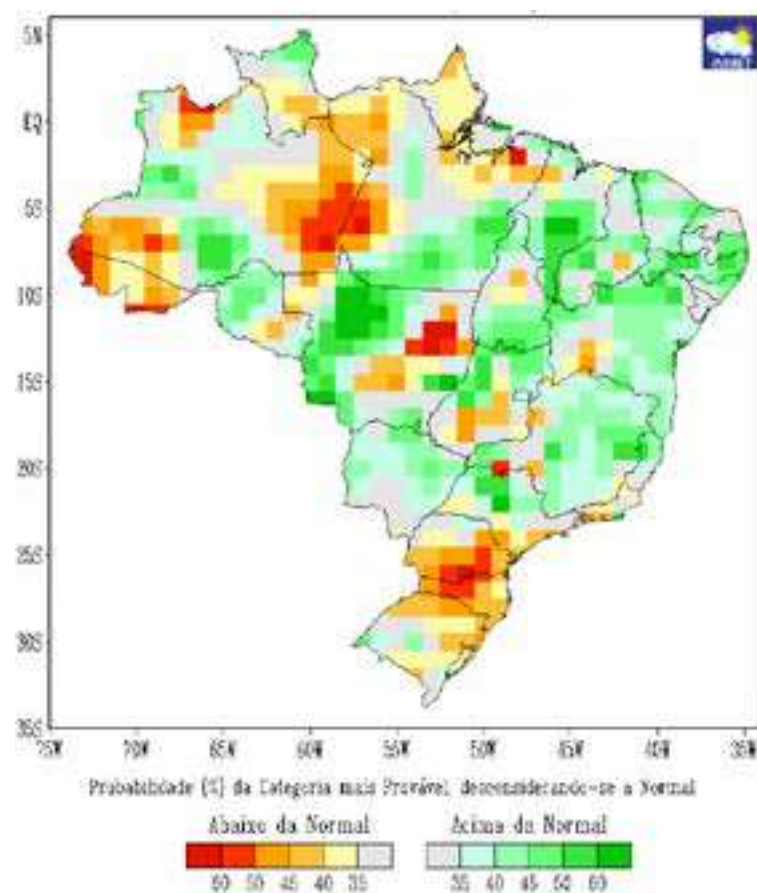 5N
EQ
5S
10S
15S
20S
25S
30S
35S
75W 70W 65W 60W 55W 50W 45W 40W 35W
Probabilidade (%) da Categoria mais Provável, desconsiderando-se a Normal
Abaixo da Normal Acima da Normal
60 50 45 40 35 35 40 45 50 60